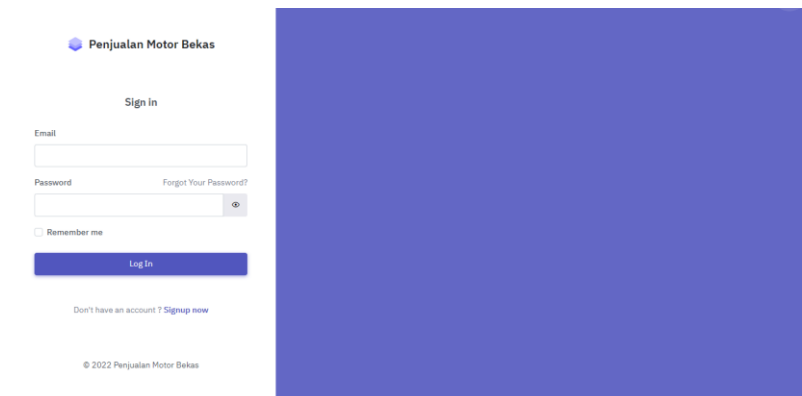 Penjualan Motor Bekas
Sign in
Email
Password Forgot Your Password?
Remember me
Log In
Don't have an account ? Signup now
© 2022 Penjualan Motor Bekas